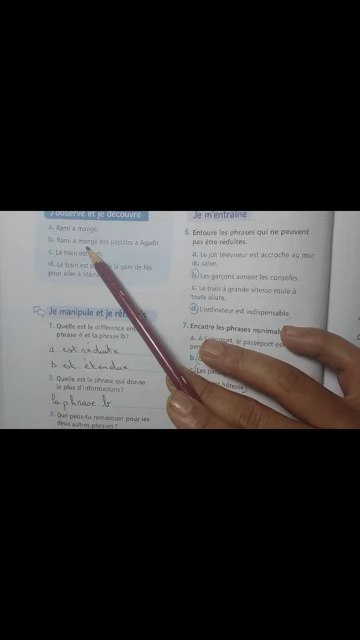 J'observe et je découvre
a. Rami a mangé.
b. Rami a mangé des pastillas à Agadir.
c. Le train est
d. Le train est la gare de Fès
pour aller à
Je manipule et je
1. Quelle est la différence entre
phrase a et la phrase b?
a est réduite
b est étendue
2. Quelle est la phrase qui donne
le plus d'informations?
la phrase b
3. Que peux-tu remarquer pour les
deux autres phrases?
Je m'entraîne
6. Entoure les phrases qui ne peuvent
pas être réduites.
a. Le joli téléviseur est accroché au mur
du salon.
b. Les garçons aiment les consoles.
c. Le train à grande vitesse roule à
toute allure.
d. L'ordinateur est indispensable.
7. Encadre les phrases minimales
a. À l'aéroport, le passeport es
b.
c. Les